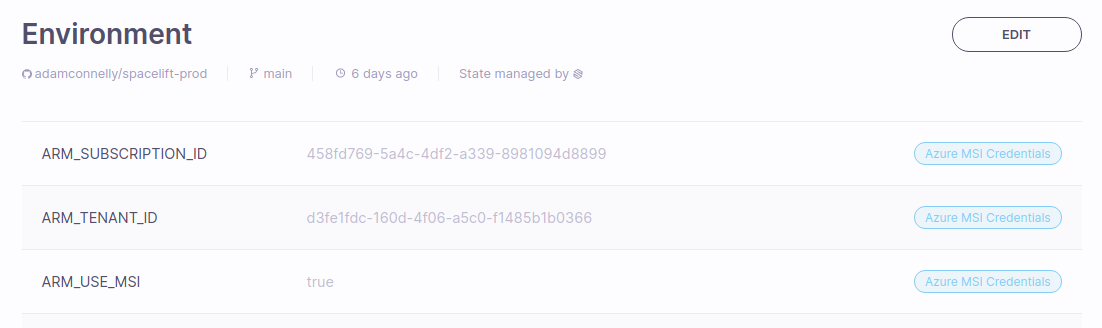 Environment
EDIT
adamconnelly/spacelift-prod main 6 days ago State managed by
ARM_SUBSCRIPTION_ID 458fd769-5a4c-4df2-a339-8981094d8899 Azure MSI Credentials
ARM_TENANT_ID d3fe1fdc-160d-4f06-a5c0-f1485b1b0366 Azure MSI Credentials
ARM_USE_MSI true Azure MSI Credentials